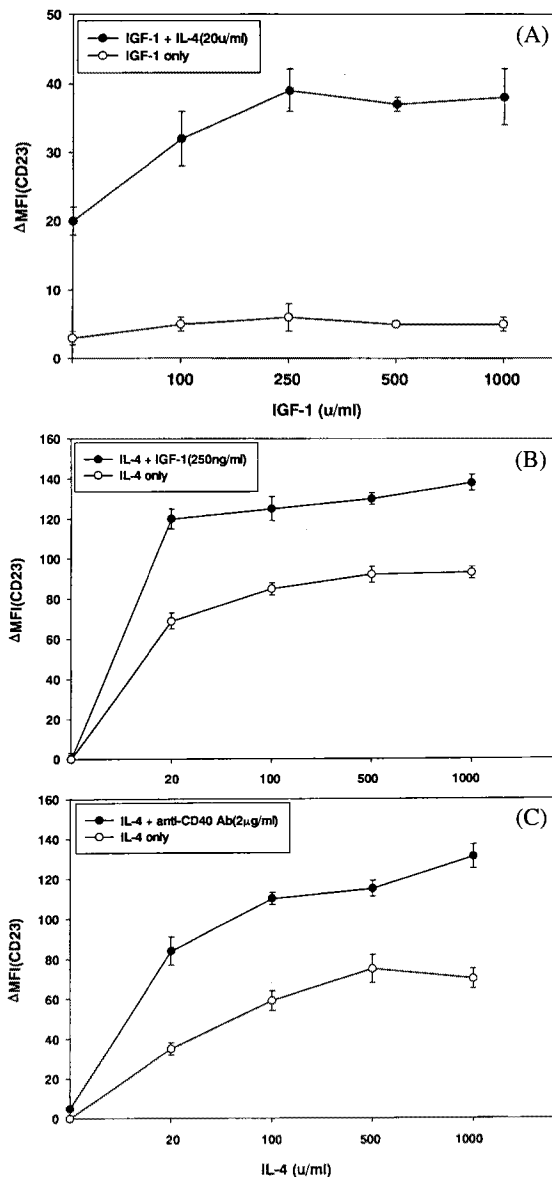 (A)
IGF-1 + IL-4(20u/ml)
IGF-1 only
50
40
30
20
10
0
ΔMFI(CD23)
100 250 500 1000
IGF-1 (u/ml)
(B)
IL-4 + IGF-1(250ng/ml)
IL-4 only
160
140
120
100
80
60
40
20
0
ΔMFI(CD23)
20 100 500 1000
(C)
IL-4 + anti-CD40 Ab(2μg/ml)
IL-4 only
160
140
120
100
80
60
40
20
0
ΔMFI(CD23)
20 100 500 1000
IL-4 (u/ml)